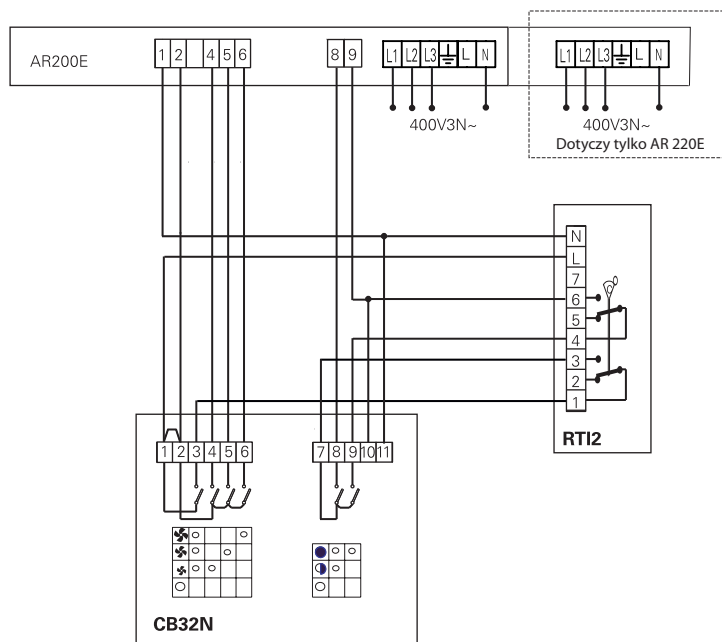 AR200E
1 2 4 5 6
8 9
L1 L2 L3 L N
400V3N~
L1 L2 L3 L N
400V3N~
Dotyczy tylko AR 220E
N
L
7
6
5
4
3
2
1
RTI2
1 2 3 4 5 6
7 8 9 10 11
CB32N